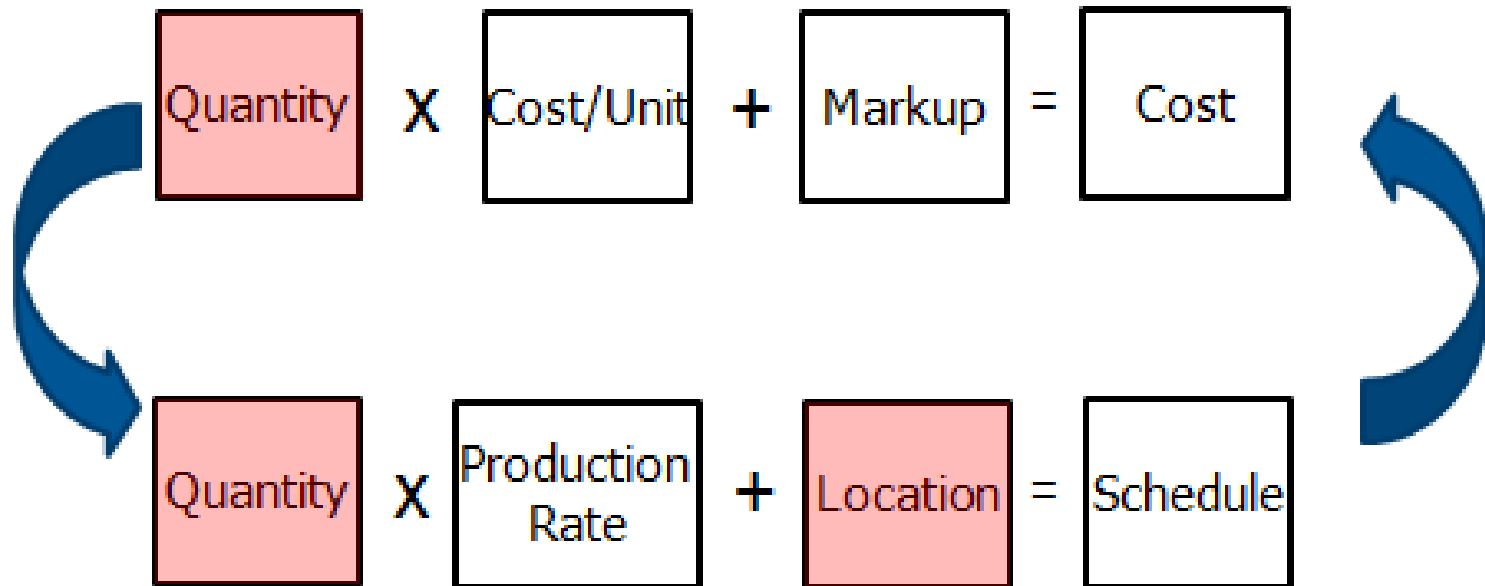 Quantity x Cost/Unit + Markup = Cost
Quantity x Production Rate + Location = Schedule